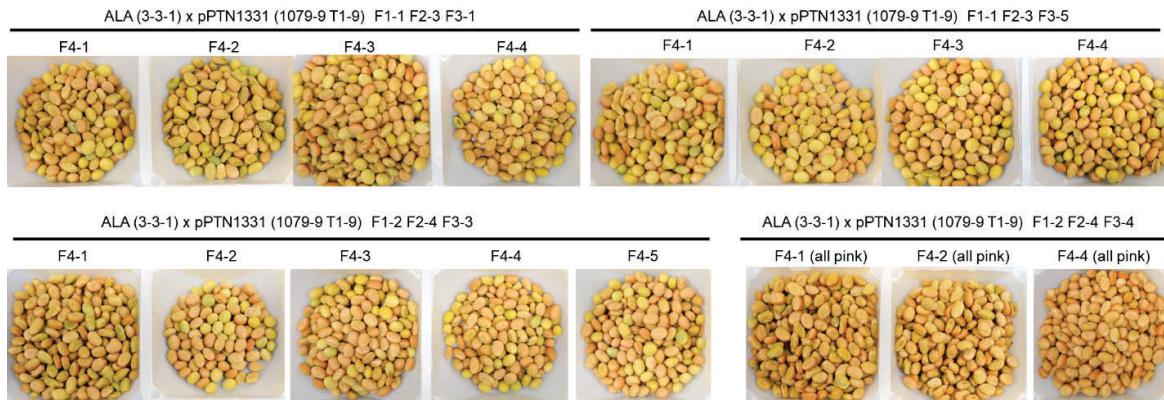 ALA (3-3-1) x pPTN1331 (1079-9 T1-9) F1-1 F2-3 F3-1
F4-1 F4-2 F4-3 F4-4
ALA (3-3-1) x pPTN1331 (1079-9 T1-9) F1-1 F2-3 F3-5
F4-1 F4-2 F4-3 F4-4
ALA (3-3-1) x pPTN1331 (1079-9 T1-9) F1-2 F2-4 F3-3
F4-1 F4-2 F4-3 F4-4 F4-5
ALA (3-3-1) x pPTN1331 (1079-9 T1-9) F1-2 F2-4 F3-4
F4-1 (all pink) F4-2 (all pink) F4-4 (all pink)